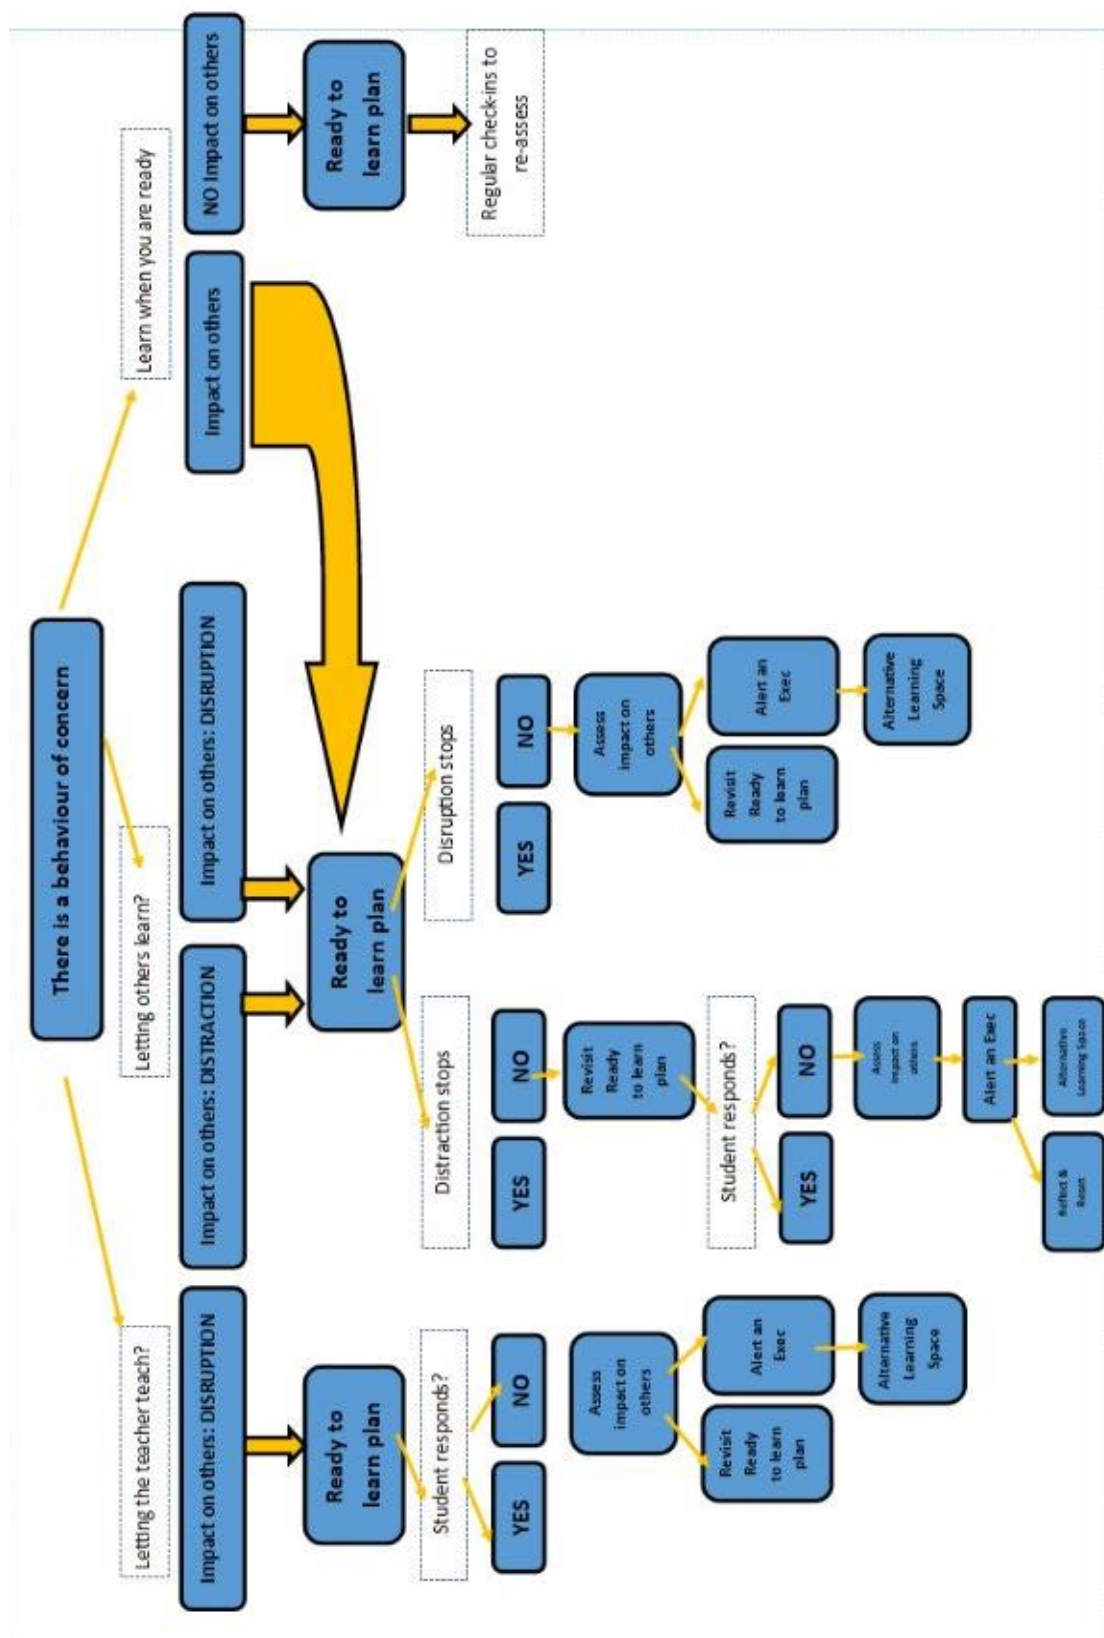 There is a behaviour of concern
Letting the teacher teach?
Letting others learn?
Learn when you are ready
Impact on others: DISRUPTION
Impact on others: DISTRACTION
Impact on others: DISRUPTION
Impact on others
NO Impact on others
Ready to
learn plan
Ready to
learn plan
Ready to
learn plan
Student responds?
Distraction stops
Disruption stops
Regular check-ins to
re-assess
YES
NO
YES
NO
YES
NO
Assess
impact on
others
Revisit
Ready
to learn
plan
Assess
impact on
others
Revisit
Ready
to learn
plan
Alert an
Exec
Student responds?
Revisit
Ready
to learn
plan
Alert an
Exec
YES
NO
Alternative
Learning
Space
Assess
impact on
others
Alternative
Learning
Space
Alert an Exec
Reflect &
Reset
Alternative
Learning Space